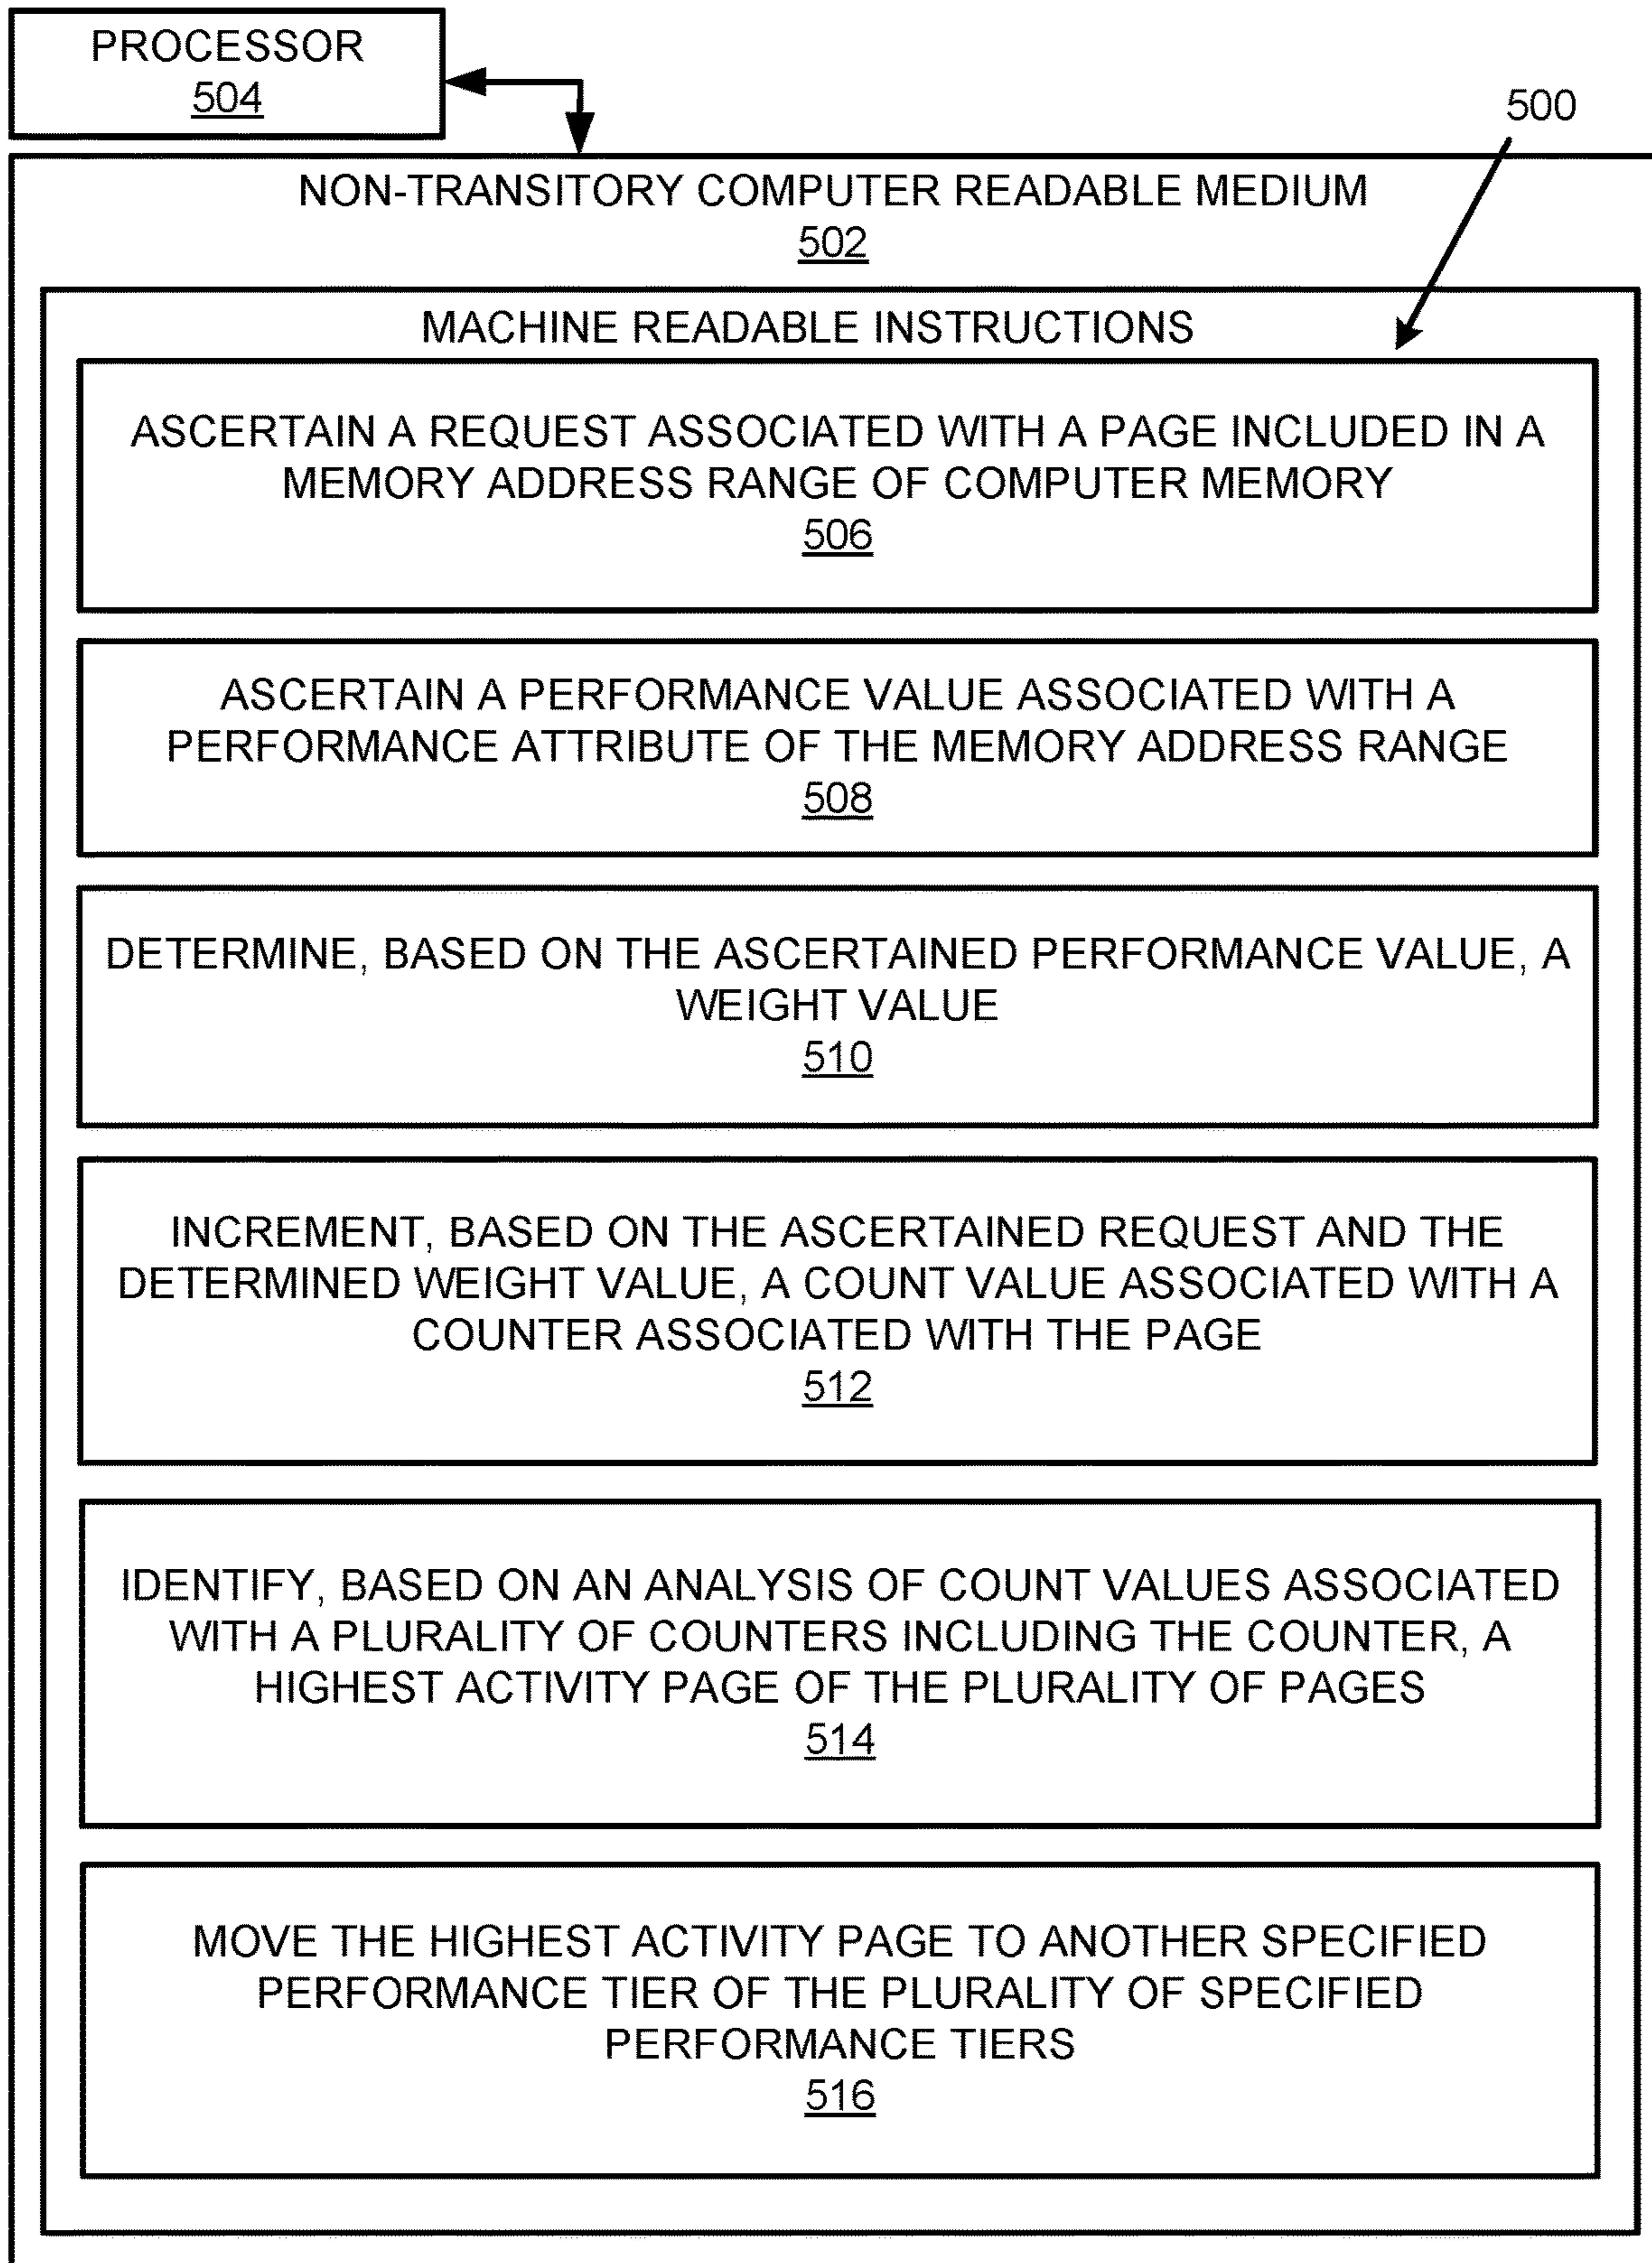 PROCESSOR
504
500
NON-TRANSITORY COMPUTER READABLE MEDIUM
502
MACHINE READABLE INSTRUCTIONS
ASCERTAIN A REQUEST ASSOCIATED WITH A PAGE INCLUDED IN A
MEMORY ADDRESS RANGE OF COMPUTER MEMORY
506
ASCERTAIN A PERFORMANCE VALUE ASSOCIATED WITH A
PERFORMANCE ATTRIBUTE OF THE MEMORY ADDRESS RANGE
508
DETERMINE, BASED ON THE ASCERTAINED PERFORMANCE VALUE, A
WEIGHT VALUE
510
INCREMENT, BASED ON THE ASCERTAINED REQUEST AND THE
DETERMINED WEIGHT VALUE, A COUNT VALUE ASSOCIATED WITH A
COUNTER ASSOCIATED WITH THE PAGE
512
IDENTIFY, BASED ON AN ANALYSIS OF COUNT VALUES ASSOCIATED
WITH A PLURALITY OF COUNTERS INCLUDING THE COUNTER, A
HIGHEST ACTIVITY PAGE OF THE PLURALITY OF PAGES
514
MOVE THE HIGHEST ACTIVITY PAGE TO ANOTHER SPECIFIED
PERFORMANCE TIER OF THE PLURALITY OF SPECIFIED
PERFORMANCE TIERS
516